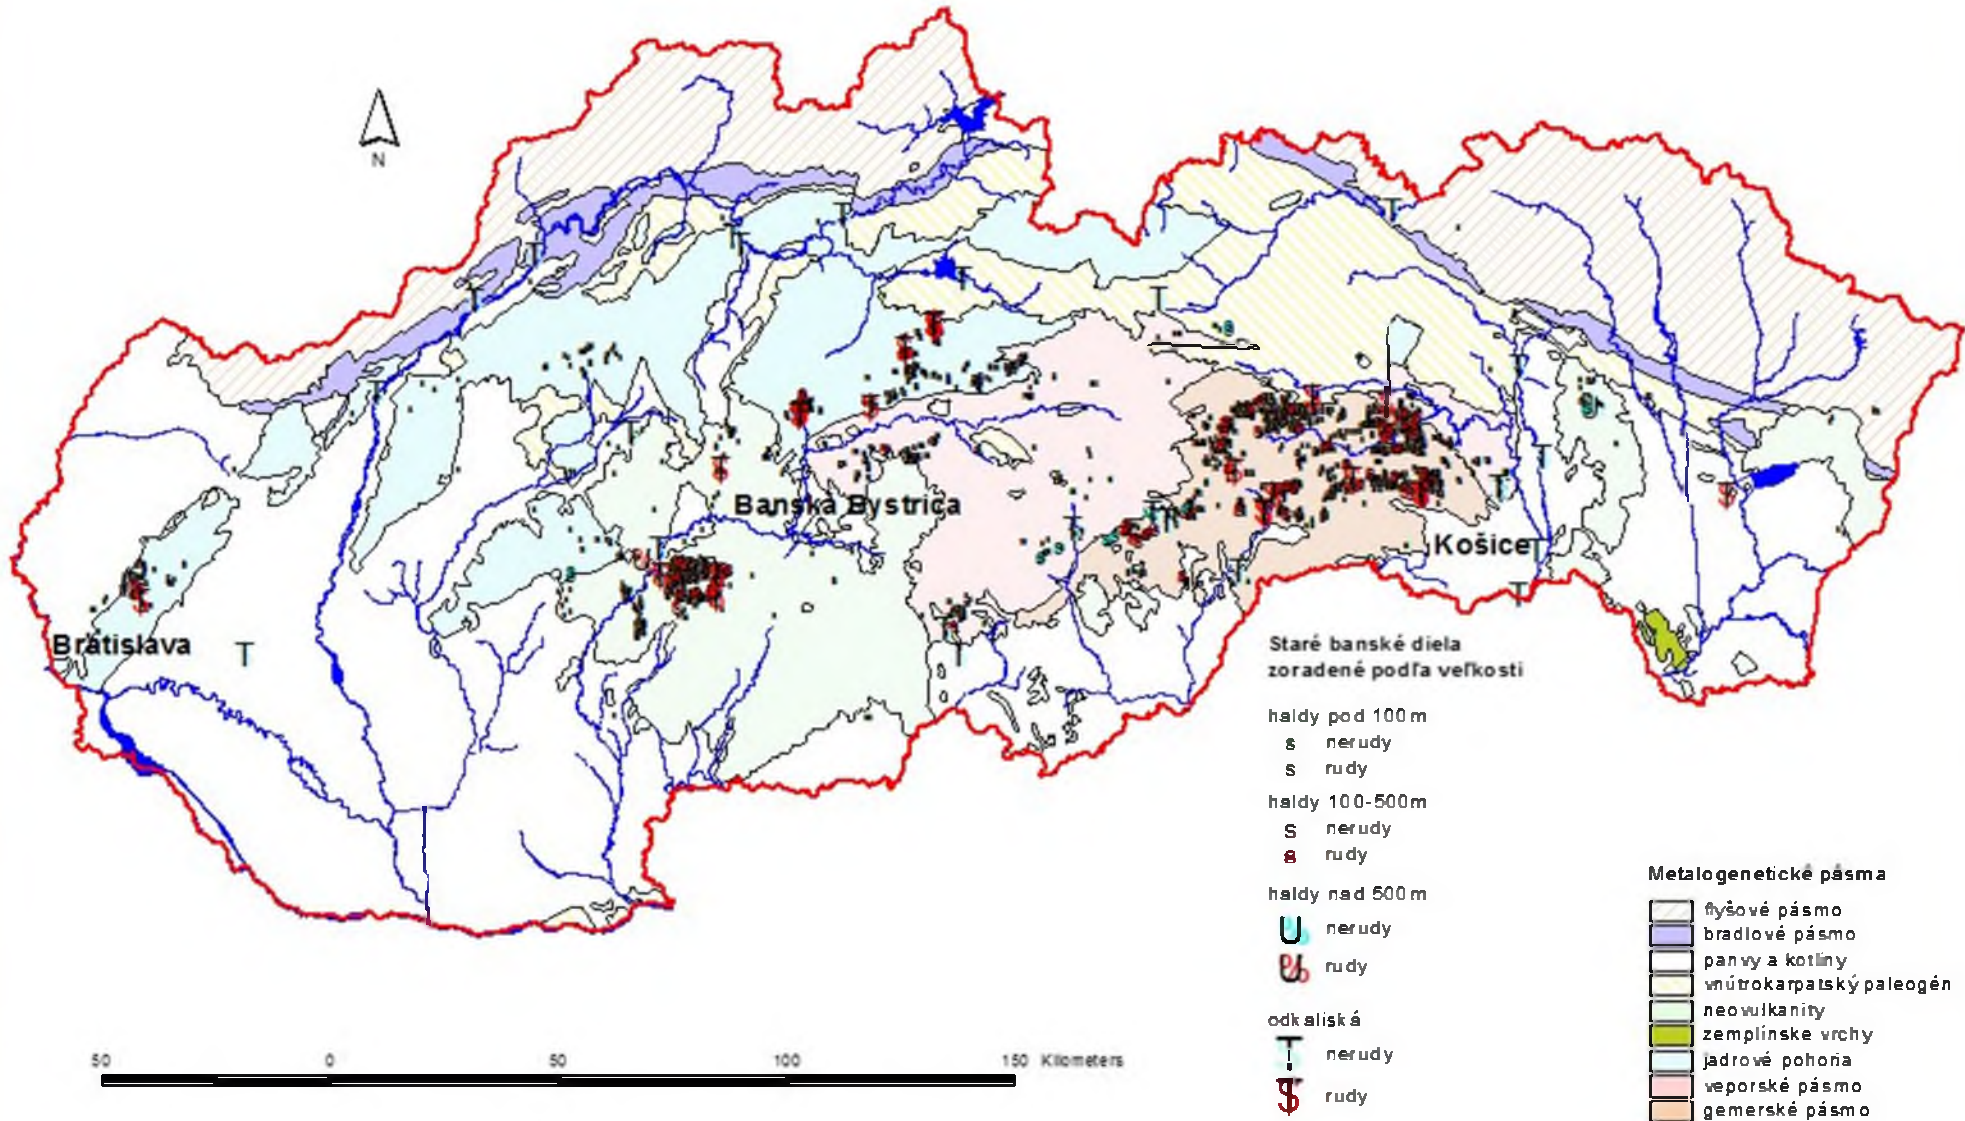 N
Banská Bystrica
Košice
Bratislava
Staré banské diela
zoradené podľa veľkosti
haldy pod 100m
s nerudy
s rudy
haldy 100-500m
s nerudy
s rudy
haldy nad 500m
nerudy
rudy
odkaliská
T nerudy
$ rudy
Metalogenetické pásma
flyšové pásmo
bradlové pásmo
panvy a kotliny
vnútrokarpatský paleogén
neovulkanity
zemplínske vrchy
jadrové pohoria
veporské pásmo
gemerské pásmo
50 0 50 100 150 Kilometers